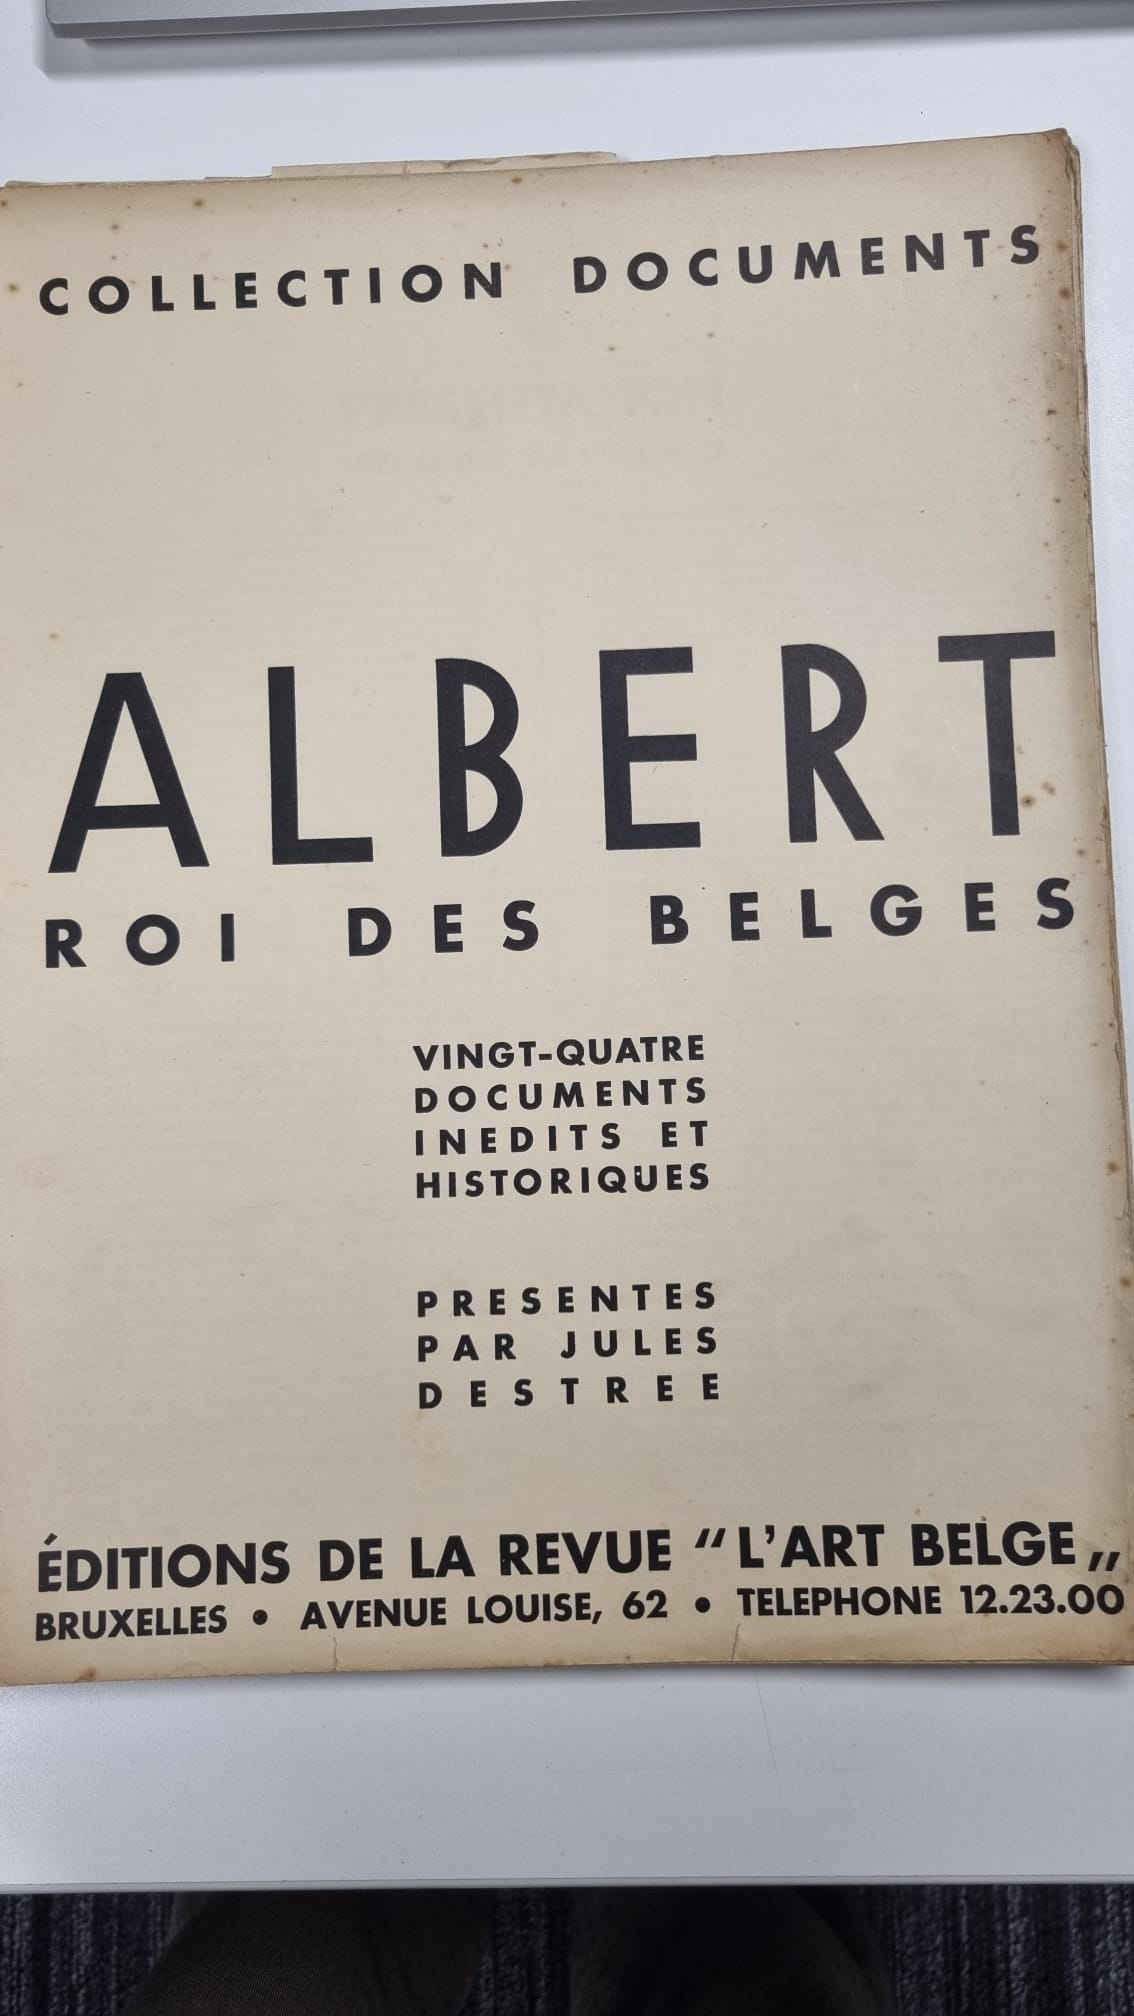 COLLECTION DOCUMENTS
ALBERT
ROI DES BELGES
VINGT-QUATRE
DOCUMENTS
INEDITS ET
HISTORIQUES
PRESENTES
PAR JULES
DESTREE
ÉDITIONS DE LA REVUE "L'ART BELGE„
BRUXELLES • AVENUE LOUISE, 62 • TELEPHONE 12.23.00